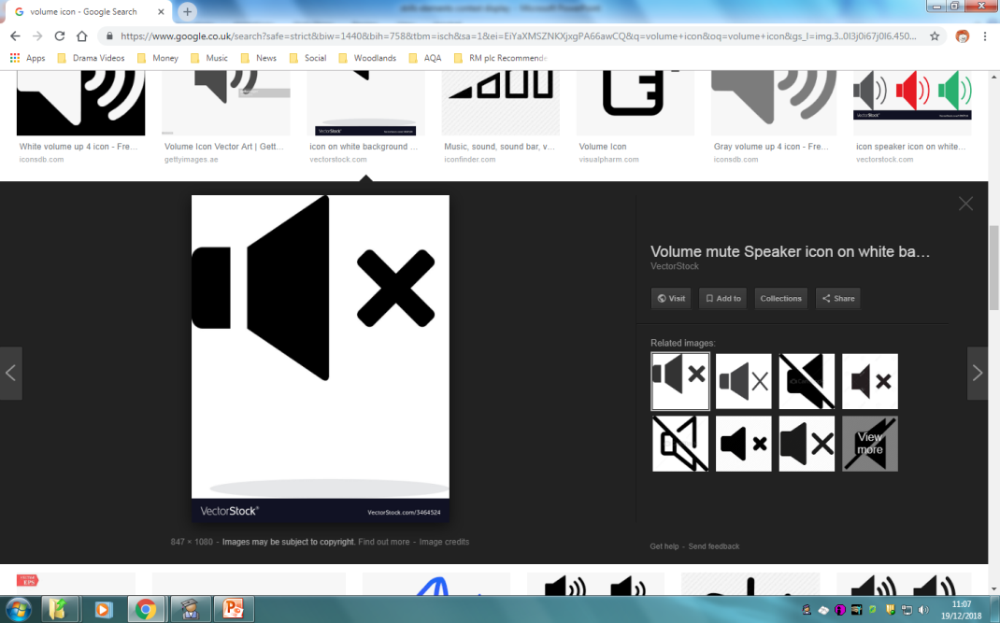 volume icon - Google Search
https://www.google.co.uk/search?safe=strict&biw=1440&bih=758&tbm=isch&sa=1&ei=EiYaXMSZNKXjxgPA66awCQ&q=volume+icon&oq=volume+icon&gs_l=img.3..0l3j0i67j0l6.450...
Apps Drama Videos Money Music News Social Woodlands AQA RM plc Recommende
VectorStock
White volume up 4 icon - Fre... Volume Icon Vector Art | Gett... icon on white background ... Music, sound, sound bar, v... Volume Icon Gray volume up 4 icon - Fre... icon speaker icon on white...
iconsdb.com gettyimages.ae vectorstock.com iconfinder.com visualpharm.com iconsdb.com vectorstock.com
Volume mute Speaker icon on white ba...
VectorStock
Visit Add to Collections Share
Related images:
View
more
VectorStock® VectorStock.com/3464524
847 × 1080 - Images may be subject to copyright. Find out more - Image credits
Get help - Send feedback
VECTOR
EPS
11:07
19/12/2018